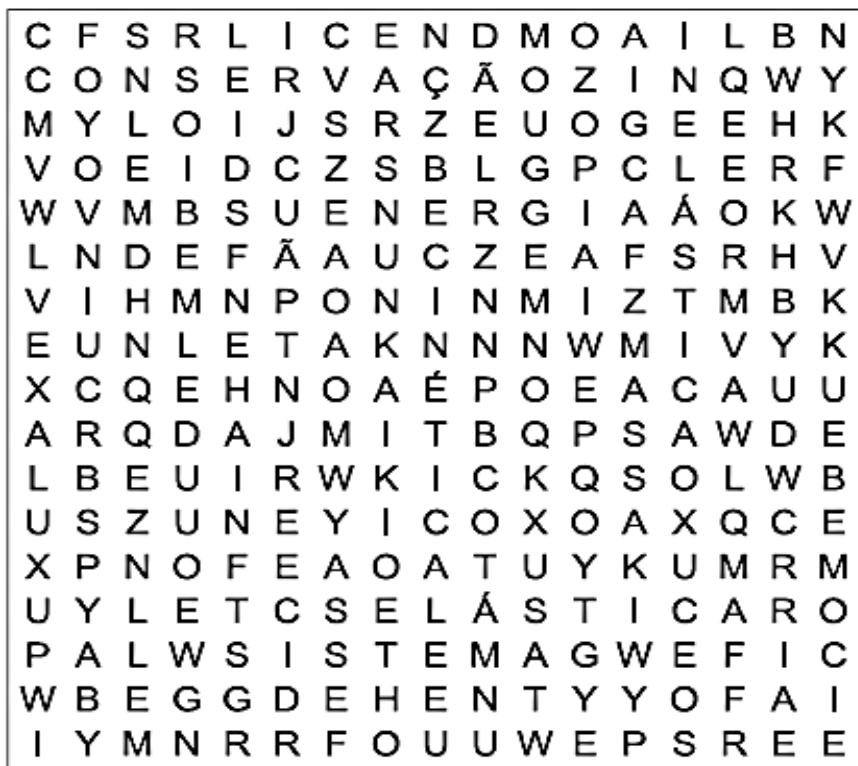 C F S R L I C E N D M O A I L B N
C O N S E R V A Ç Ã O Z I N Q W Y
M Y L O I J S R Z E U O G E E H K
V O E I D C Z S B L G P C L E R F
W V M B S U E N E R G I A Á O K W
L N D E F Ã A U C Z E A F S R H V
V I H M N P O N I N M I Z T M B K
E U N L E T A K N N N W M I V Y K
X C Q E H N O A É P O E A C A U U
A R Q D A J M I T B Q P S A W D E
L B E U I R W K I C K Q S O L W B
U S Z U N E Y I C O X O A X Q C E
X P N O F E A O A T U Y K U M R M
U Y L E T C S E L Á S T I C A R O
P A L W S I S T E M A G W E F I C
W B E G G D E H E N T Y Y O F A I
I Y M N R R F O U U W E P S R E E